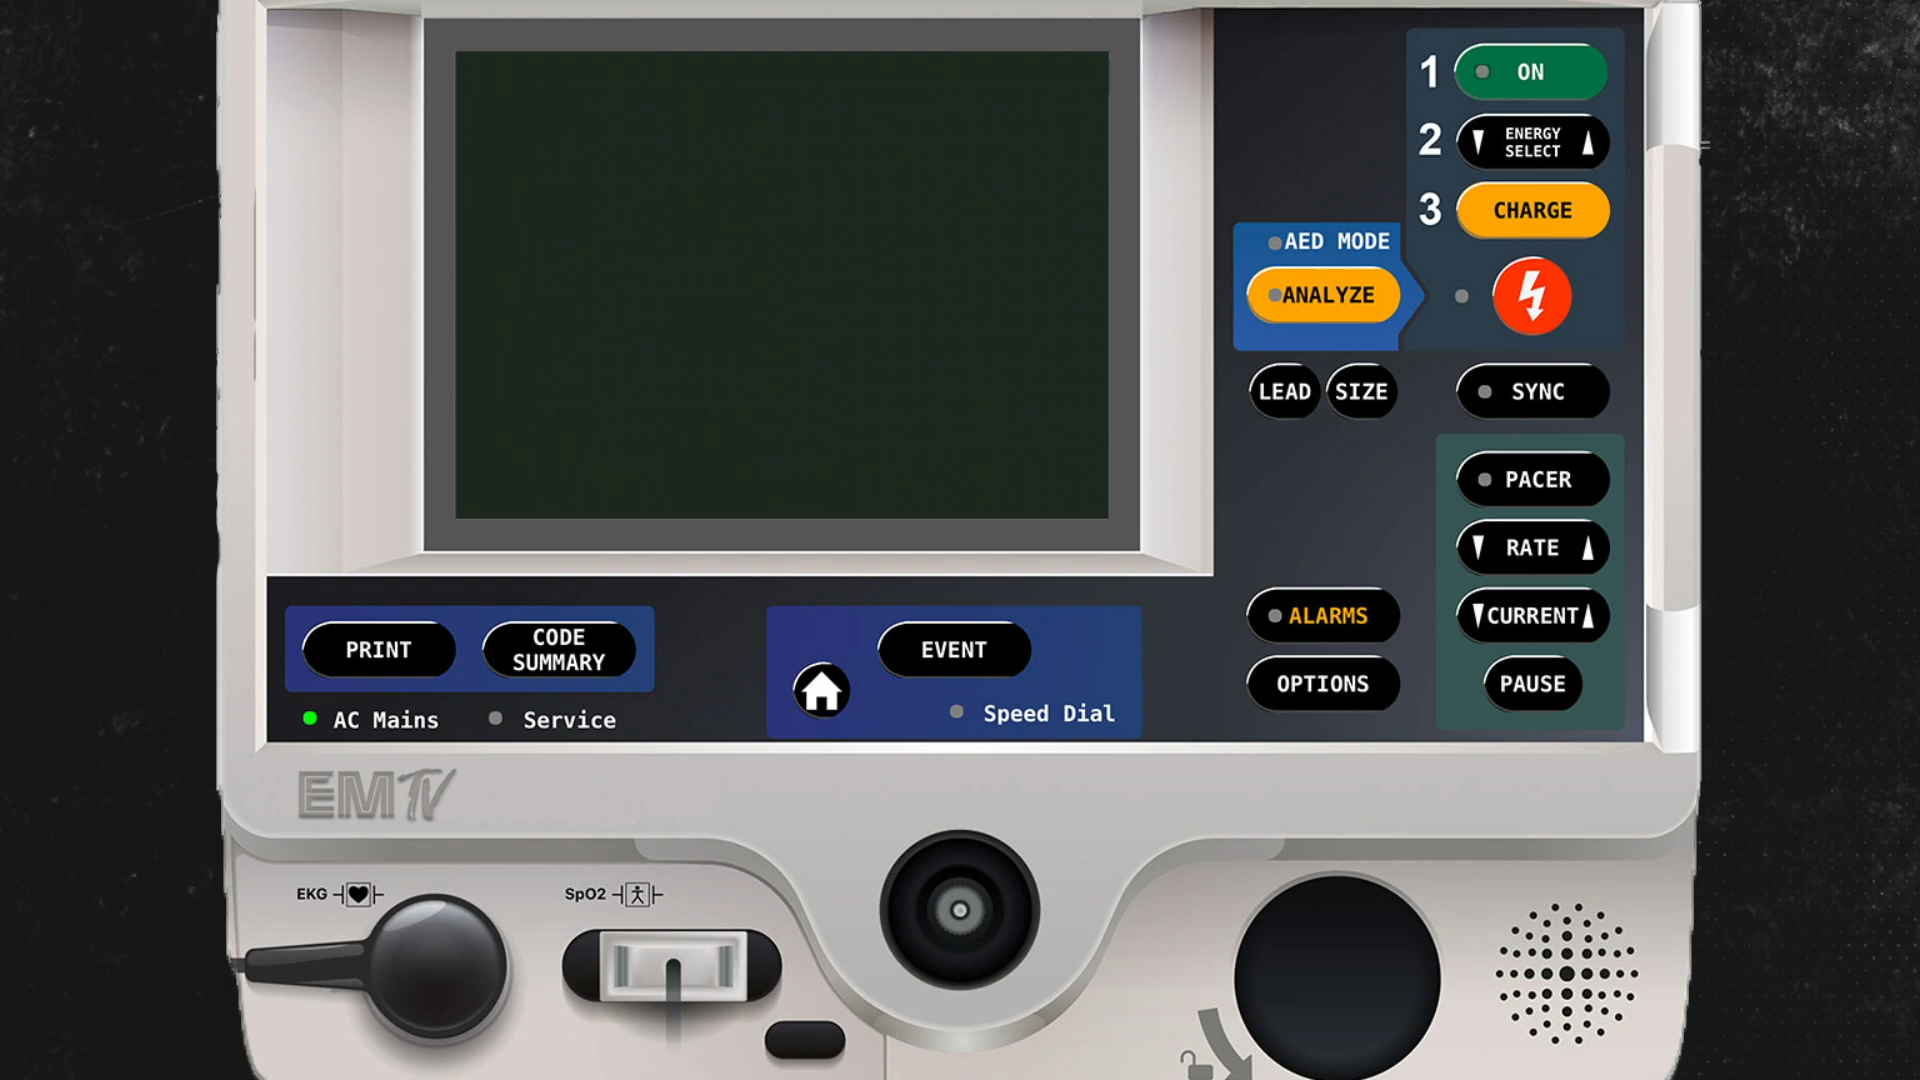 1 ON
2 ENERGY
SELECT
3 CHARGE
AED MODE
ANALYZE
LEAD SIZE SYNC
PACER
RATE
CURRENT
ALARMS
OPTIONS PAUSE
PRINT CODE
SUMMARY EVENT
AC Mains Service Speed Dial
EMTV
EKG SpO2